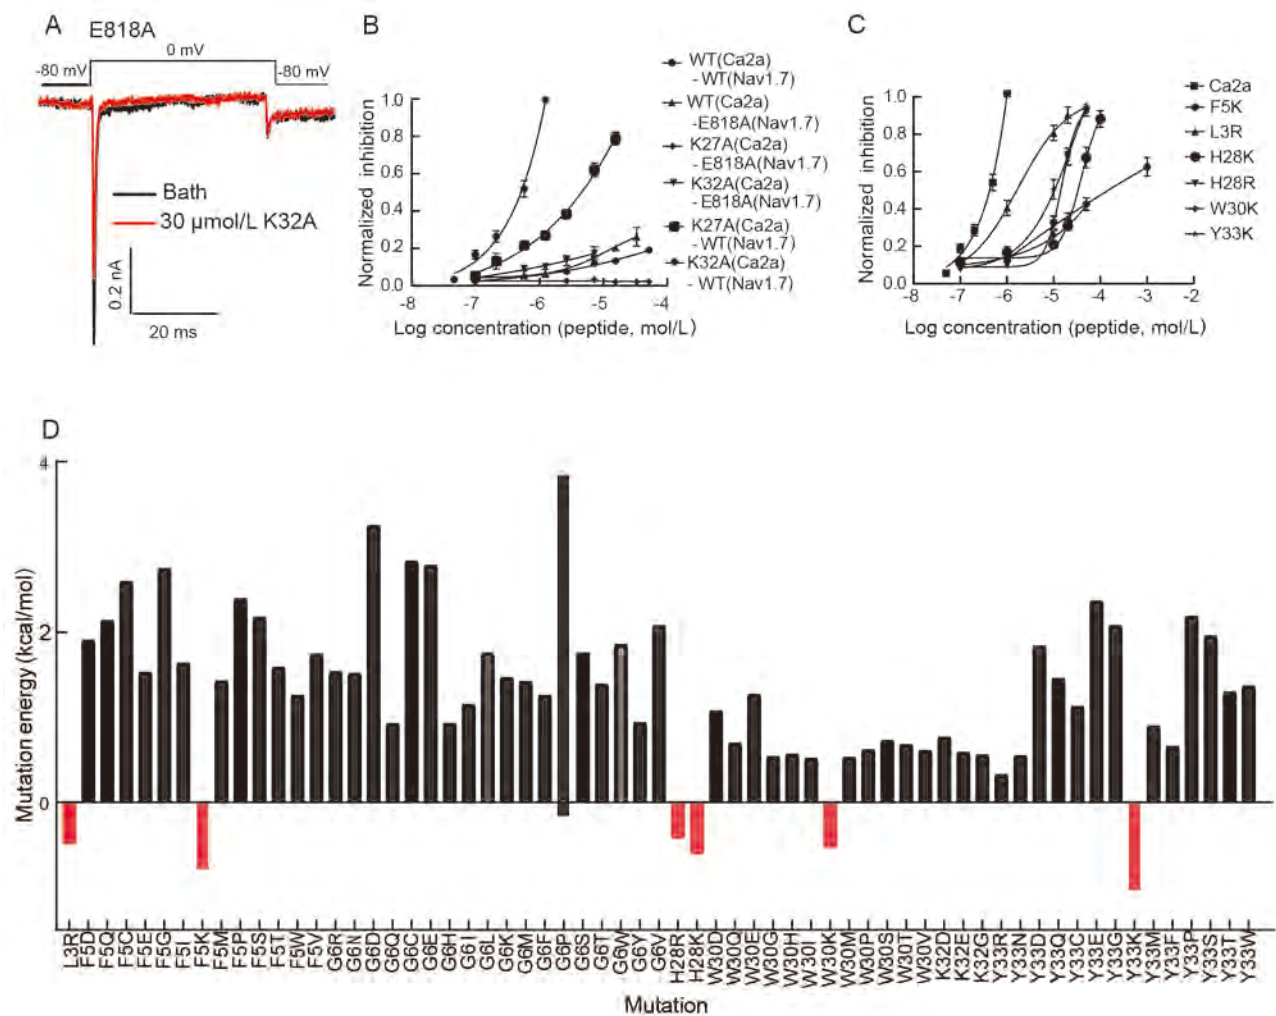 A
E818A
0 mV
-80 mV
-80 mV
Bath
30 µmol/L K32A
0.2 nA
20 ms
B
Normalized inhibition
1.0
0.8
0.6
0.4
0.2
0.0
-8
-7
-6
-5
-4
Log concentration (peptide, mol/L)
WT(Ca2a)
- WT(Nav1.7)
WT(Ca2a)
-E818A(Nav1.7)
K27A(Ca2a)
-E818A(Nav1.7)
K32A(Ca2a)
-E818A(Nav1.7)
K27A(Ca2a)
-WT(Nav1.7)
K32A(Ca2a)
- WT(Nav1.7)
C
Normalized inhibition
1.0
0.8
0.6
0.4
0.2
0.0
-8
-7
-6
-5
-4
-3
-2
Log concentration (peptide, mol/L)
Ca2a
F5K
L3R
H28K
H28R
W30K
Y33K
D
Mutation energy (kcal/mol)
4
2
0
L3R
F5D
F5Q
F5C
F5E
F5G
F5I
F5K
F5M
F5P
F5S
F5T
F5W
F5V
G6R
G6N
G6D
G6Q
G6C
G6E
G6H
G6I
G6L
G6K
G6M
G6F
G6P
G6S
G6T
G6W
G6Y
G6V
H28R
H28K
W30D
W30Q
W30E
W30G
W30H
W30I
W30K
W30M
W30P
W30S
W30T
W30V
K32D
K32E
K32G
Y33R
Y33N
Y33D
Y33Q
Y33C
Y33E
Y33G
Y33K
Y33M
Y33F
Y33P
Y33S
Y33T
Y33W
Mutation